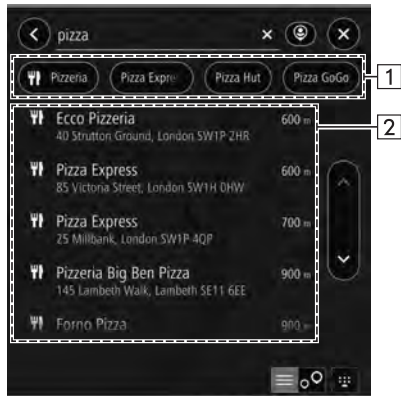 pizza
Pizzeria Pizza Expre Pizza Hut Pizza GoGo
1
Ecco Pizzeria 600 m
40 Strutton Ground, London SW1P 2HR
2
Pizza Express 600 m
85 Victoria Street, London SW1H 0HW
Pizza Express 700 m
25 Millbank, London SW1P 4QP
Pizzeria Big Ben Pizza 900 m
145 Lambeth Walk, Lambeth SE11 6EE
Forno Pizza 900 m